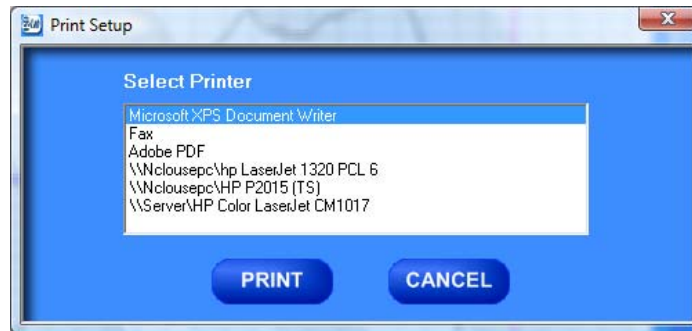 Print Setup
Select Printer
Microsoft XPS Document Writer
Fax
Adobe PDF
\\Nclousepc\hp LaserJet 1320 PCL 6
\\Nclousepc\HP P2015 (TS)
\\Server\HP Color LaserJet CM1017
PRINT CANCEL